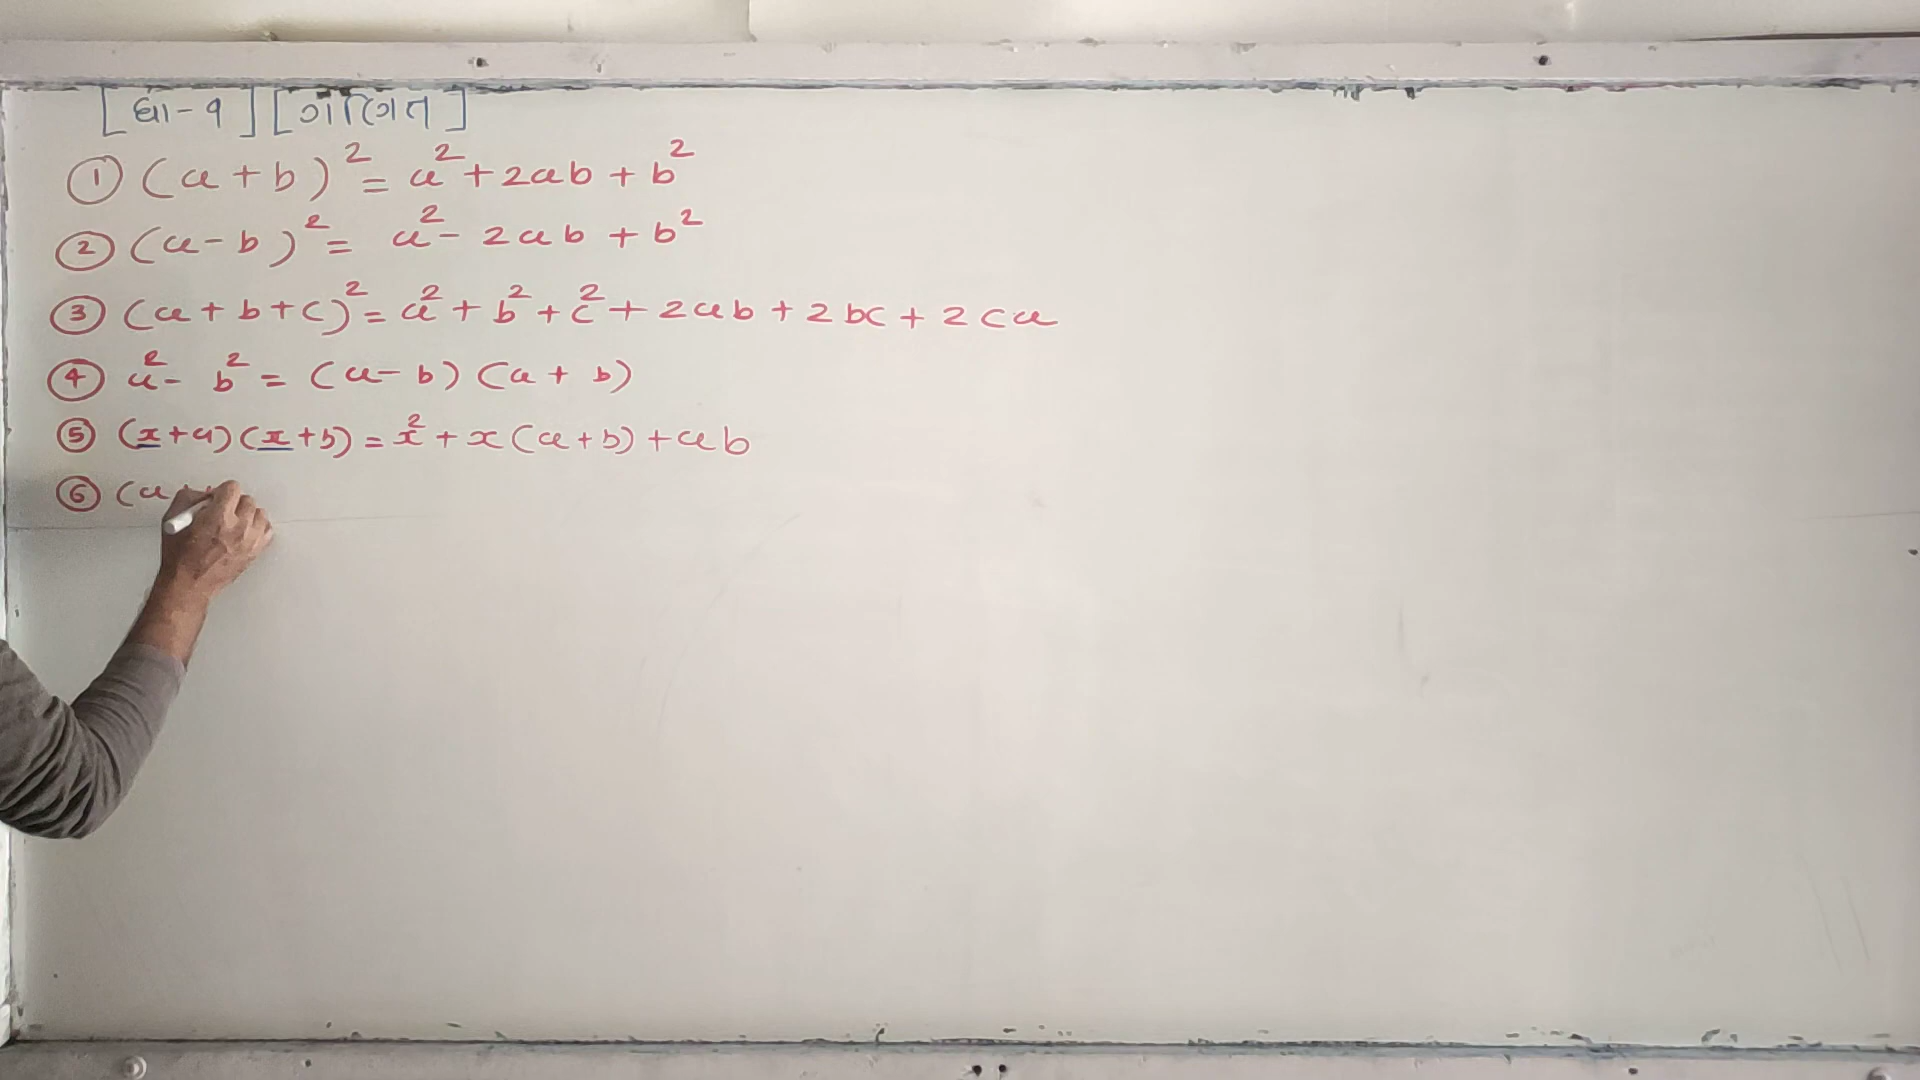 [ ધો-૧ ] [ ગણિત ]
① (a + b)² = a² + 2ab + b²
② (a - b)² = a² - 2ab + b²
③ (a + b + c)² = a² + b² + c² + 2ab + 2bc + 2ca
④ a² - b² = (a - b) (a + b)
⑤ (x + a) (x + b) = x² + x (a + b) + ab
⑥ (a +